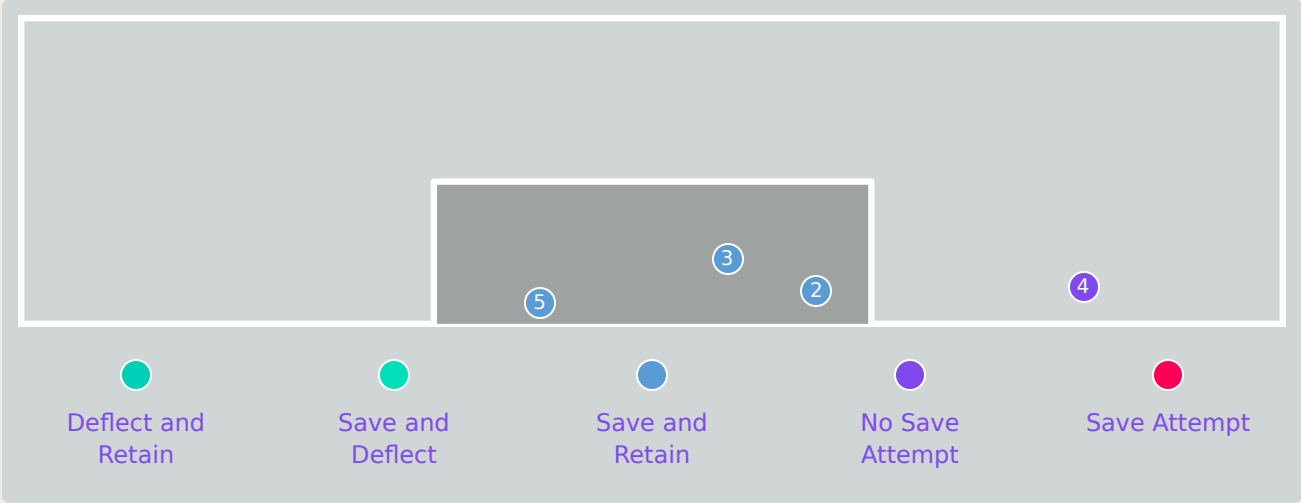 3
5
2
4
Deflect and
Retain
Save and
Deflect
Save and
Retain
No Save
Attempt
Save Attempt